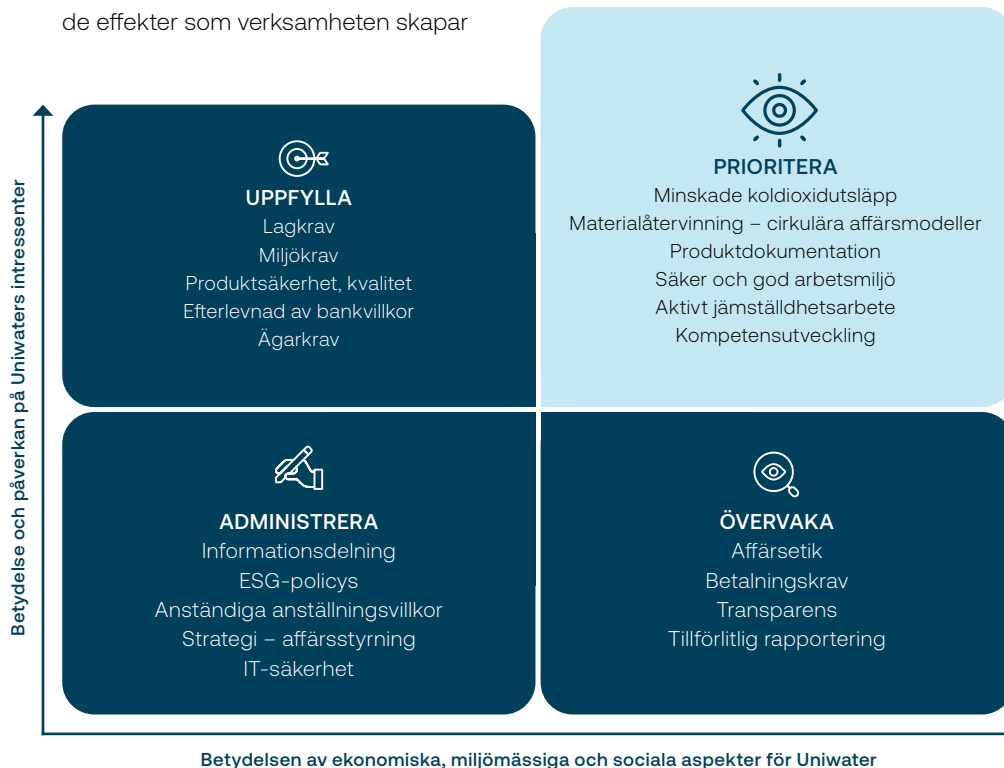 de effekter som verksamheten skapar
UPPFYLLA
Lagkrav
Miljökrav
Produktsäkerhet, kvalitet
Efterlevnad av bankvillkor
Ägarkrav
PRIORITERA
Minskade koldioxidutsläpp
Materialåtervinning – cirkulära affärsmodeller
Produktdokumentation
Säker och god arbetsmiljö
Aktivt jämställdhetsarbete
Kompetensutveckling
ADMINISTRERA
Informationsdelning
ESG-policys
Anständiga anställningsvillkor
Strategi – affärsstyrning
IT-säkerhet
ÖVERVAKA
Affärsetik
Betalningskrav
Transparens
Tillförlitlig rapportering
Betydelse och påverkan på Uniwaters intressenter
Betydelsen av ekonomiska, miljömässiga och sociala aspekter för Uniwater